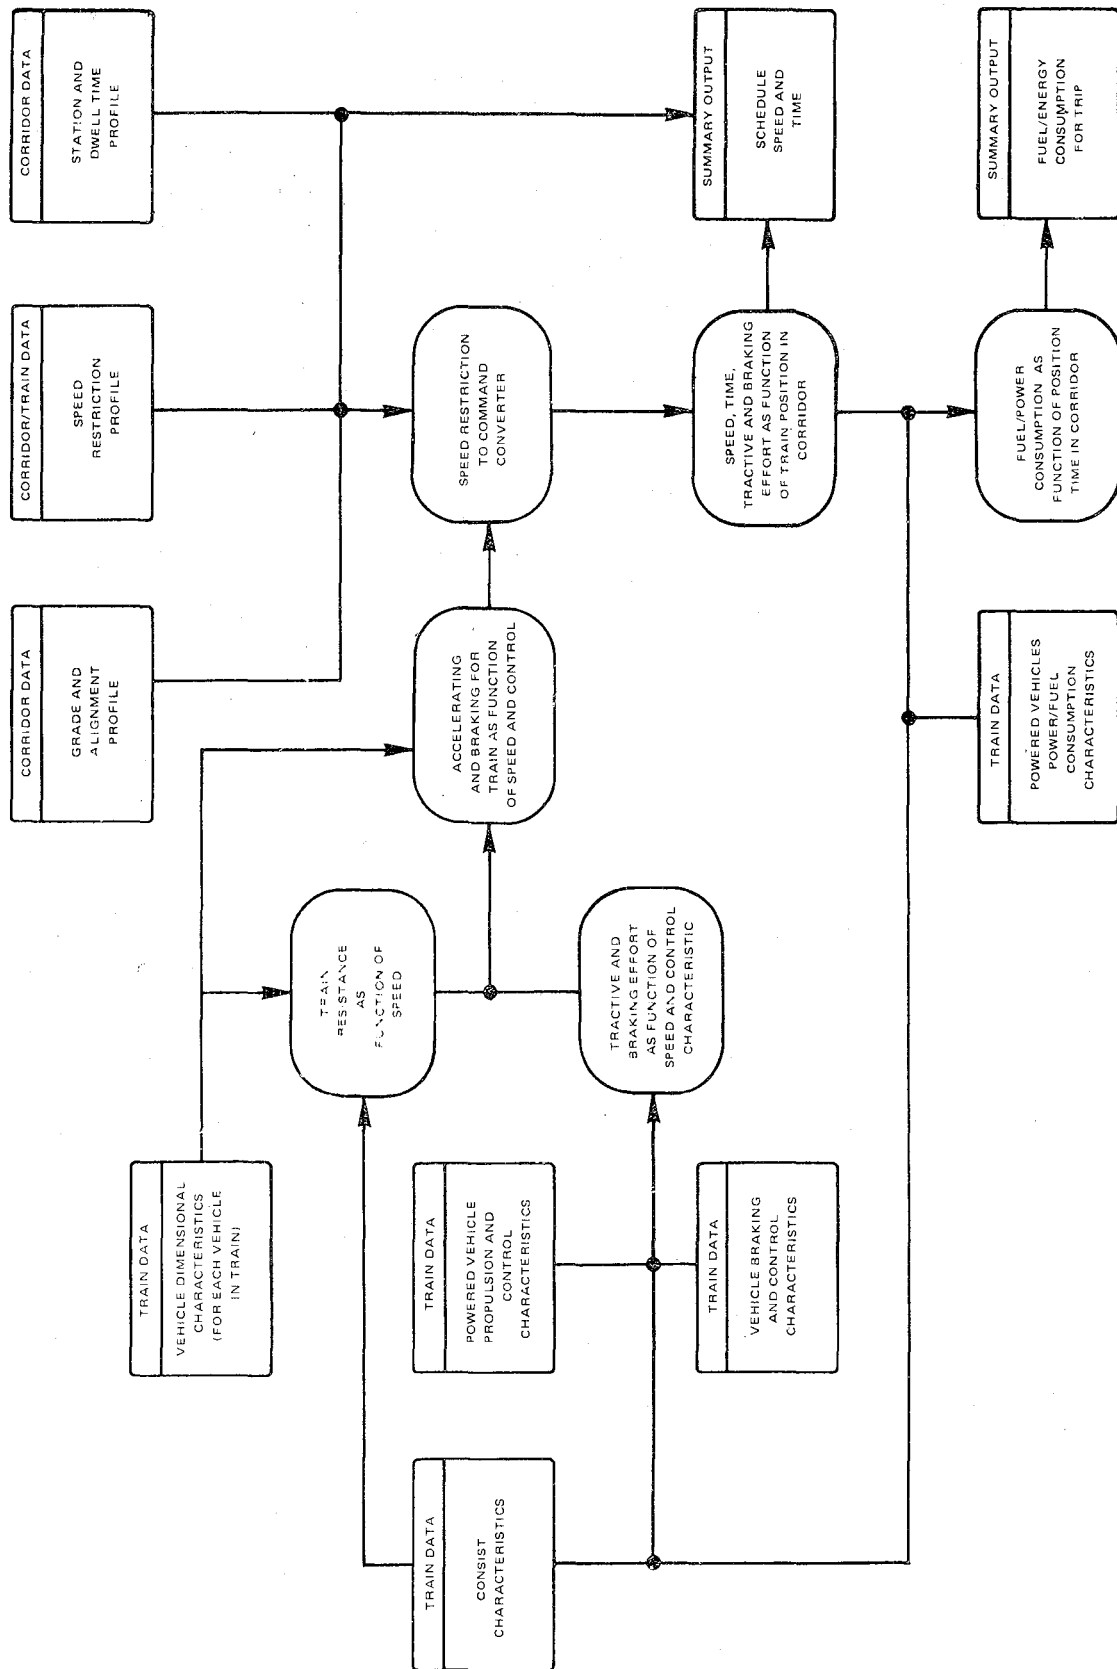 CORRIDOR DATA
STATION AND
DWELL TIME
PROFILE
CORRIDOR/TRAIN DATA
SPEED
RESTRICTION
PROFILE
CORRIDOR DATA
GRADE AND
ALIGNMENT
PROFILE
TRAIN DATA
VEHICLE DIMENSIONAL
CHARACTERISTICS
(FOR EACH VEHICLE
IN TRAIN)
TRAIN DATA
CONSIST
CHARACTERISTICS
TRAIN DATA
POWERED VEHICLE
PROPULSION AND
CONTROL
CHARACTERISTICS
TRAIN DATA
VEHICLE BRAKING
AND CONTROL
CHARACTERISTICS
TRAIN
RESISTANCE
AS
FUNCTION OF
SPEED
TRACTIVE AND
BRAKING EFFORT
AS FUNCTION OF
SPEED AND CONTROL
CHARACTERISTIC
ACCELERATING
AND BRAKING FOR
TRAIN AS FUNCTION
OF SPEED AND CONTROL
SPEED RESTRICTION
TO COMMAND
CONVERTER
SPEED, TIME,
TRACTIVE AND BRAKING
EFFORT AS FUNCTION
OF TRAIN POSITION IN
CORRIDOR
SUMMARY OUTPUT
SCHEDULE
SPEED AND
TIME
TRAIN DATA
POWERED VEHICLES
POWER/FUEL
CONSUMPTION
CHARACTERISTICS
FUEL/POWER
CONSUMPTION AS
FUNCTION OF POSITION
TIME IN CORRIDOR
SUMMARY OUTPUT
FUEL/ENERGY
CONSUMPTION
FOR TRIP